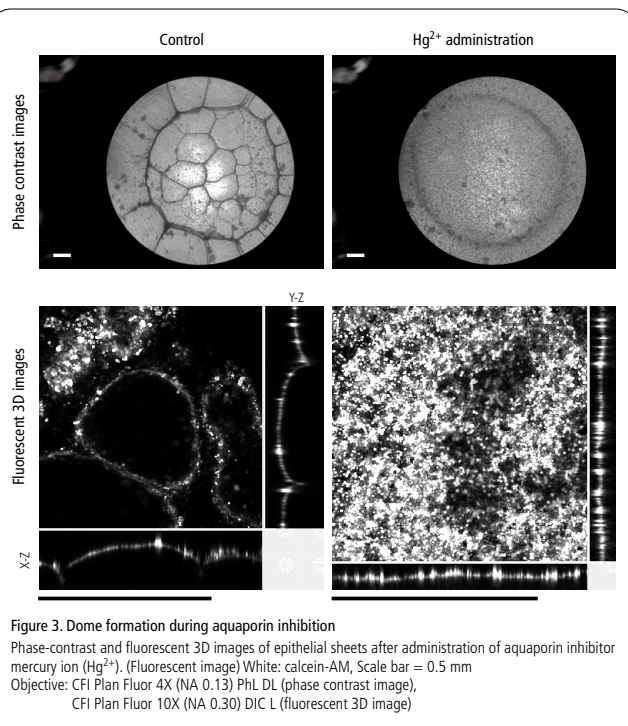 Control
Hg²⁺ administration
Phase contrast images
Y-Z
Fluorescent 3D images
X-Z
Figure 3. Dome formation during aquaporin inhibition
Phase-contrast and fluorescent 3D images of epithelial sheets after administration of aquaporin inhibitor
mercury ion (Hg²⁺). (Fluorescent image) White: calcein-AM, Scale bar = 0.5 mm
Objective: CFI Plan Fluor 4X (NA 0.13) PhL DL (phase contrast image),
CFI Plan Fluor 10X (NA 0.30) DIC L (fluorescent 3D image)